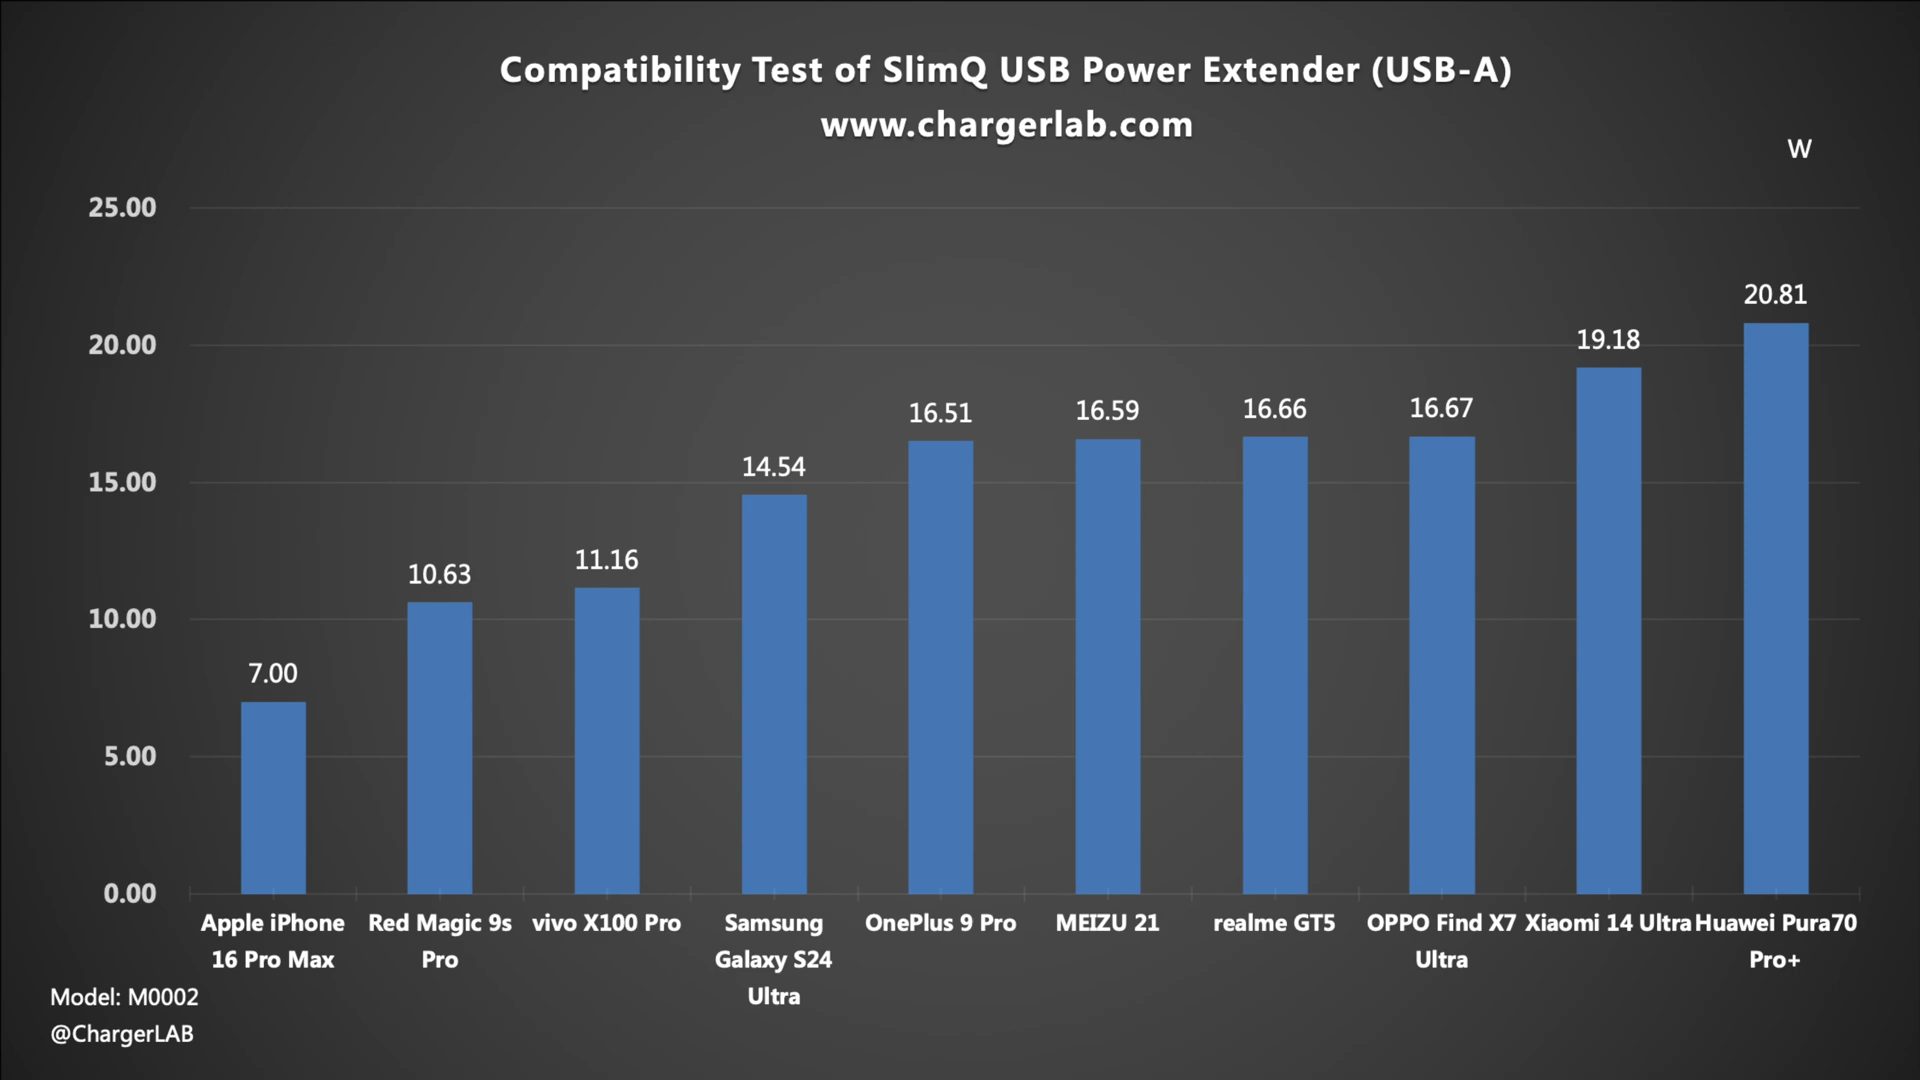 Compatibility Test of SlimQ USB Power Extender (USB-A)
www.chargerlab.com
W
25.00
20.00
15.00
10.00
5.00
0.00
7.00
10.63
11.16
14.54
16.51
16.59
16.66
16.67
19.18
20.81
Apple iPhone
16 Pro Max
Red Magic 9s
Pro
vivo X100 Pro
Samsung
Galaxy S24
Ultra
OnePlus 9 Pro
MEIZU 21
realme GT5
OPPO Find X7
Ultra
Xiaomi 14 Ultra
Huawei Pura70
Pro+
Model: M0002
@ChargerLAB